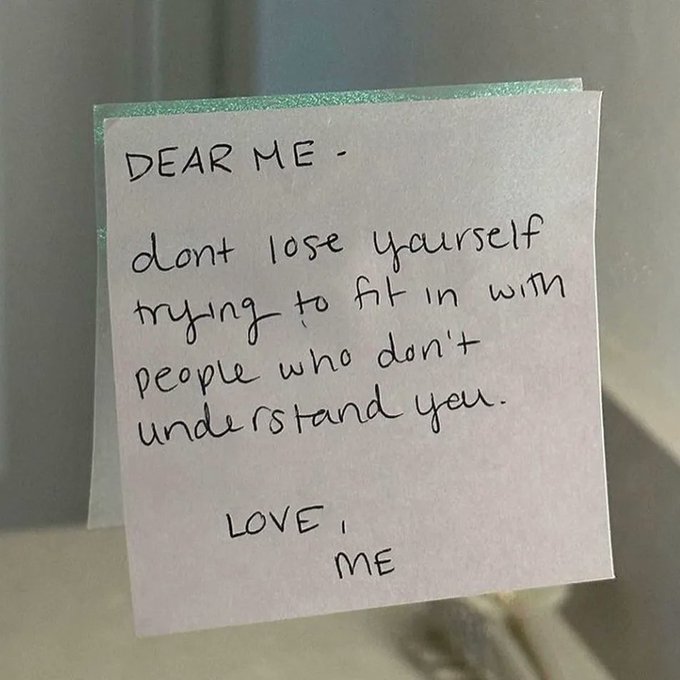 DEAR ME -
dont lose yourself
trying to fit in with
people who don't
understand you.
LOVE,
ME